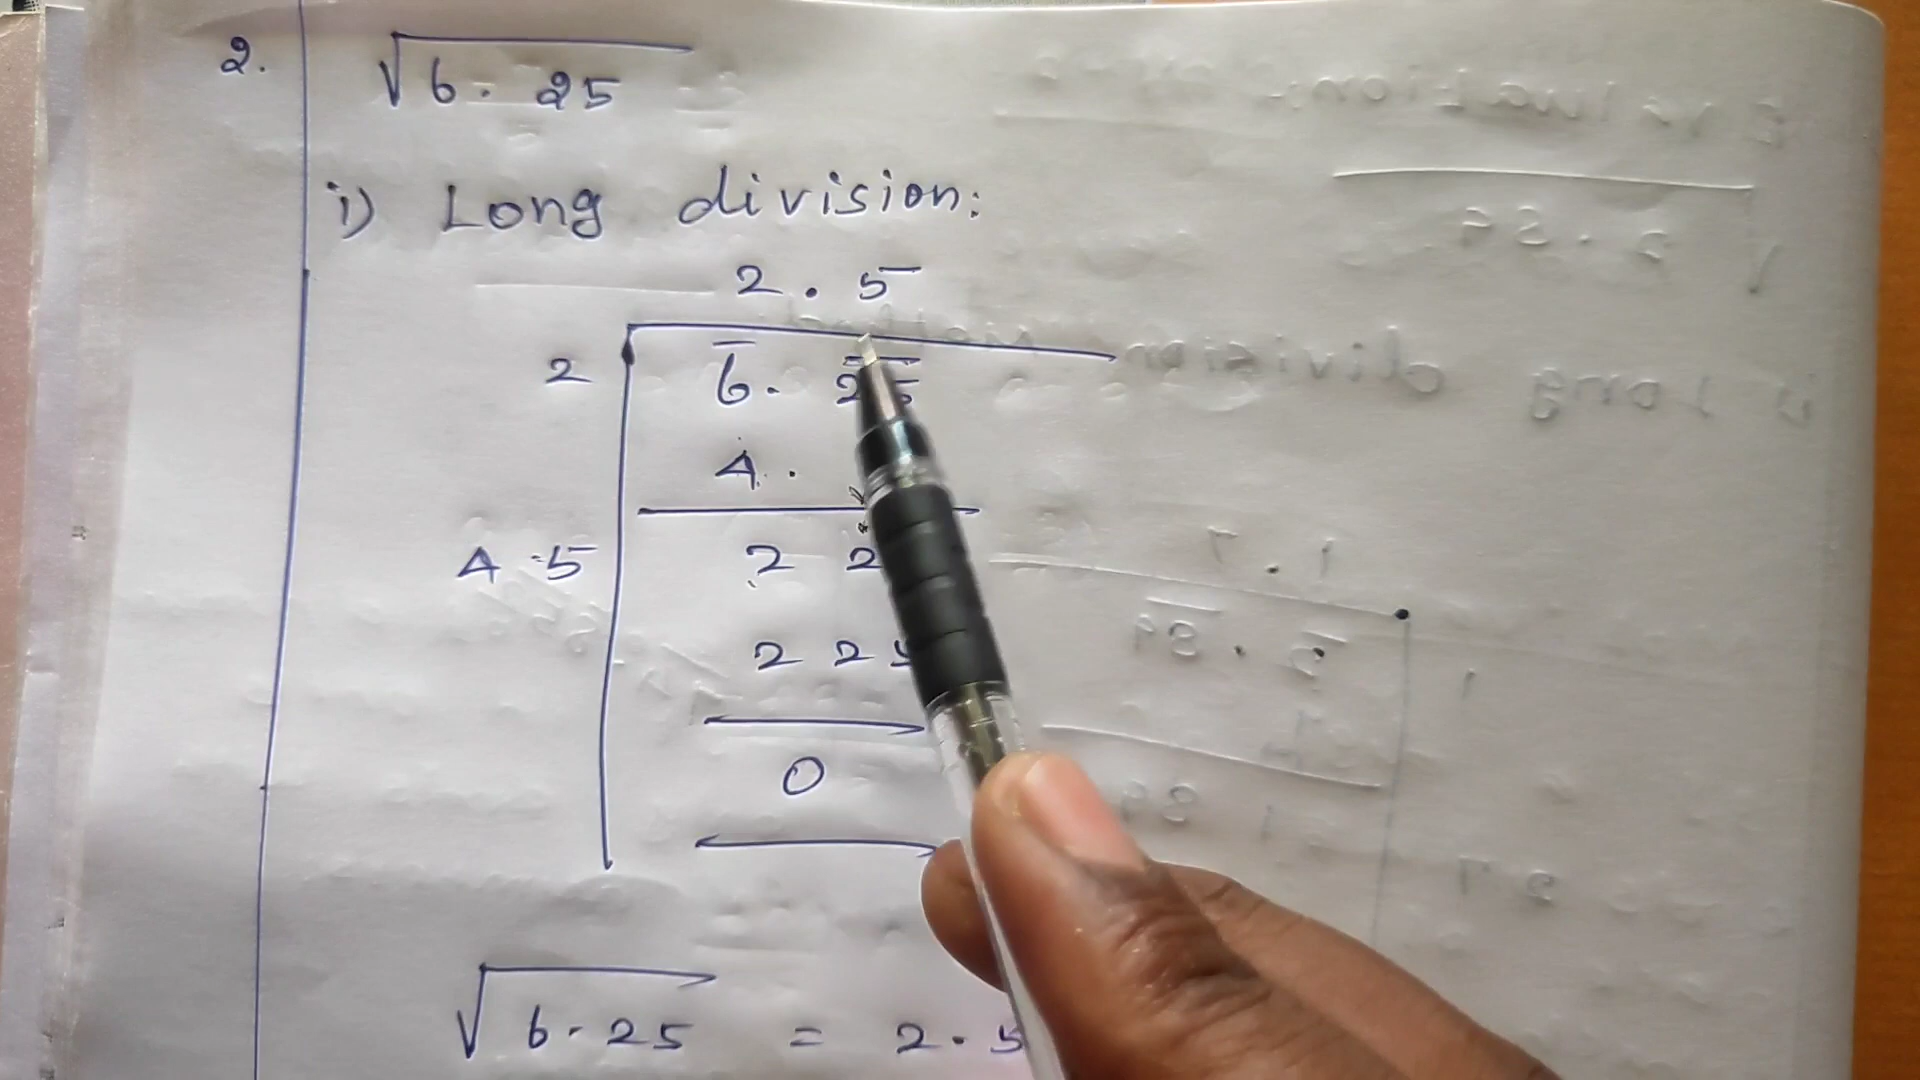 2. √6. 25
i) Long division:
2 . 5
2 6. 25
4 .
4 5 2 2
2 2 5
0
√6.25 = 2.5